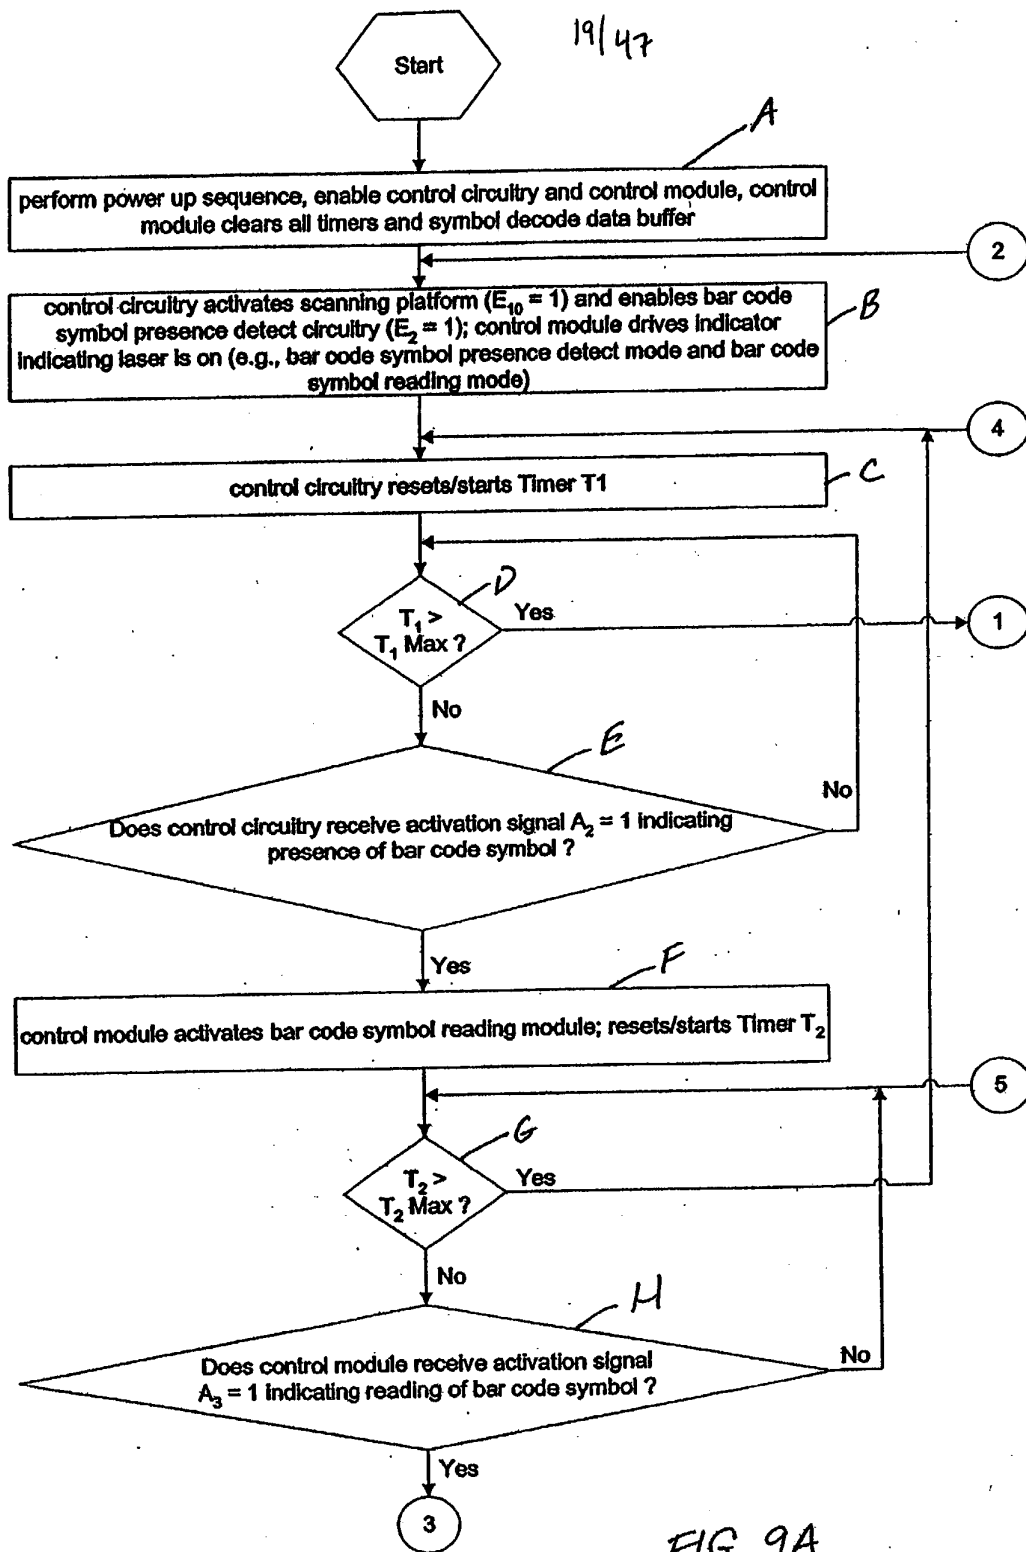 19/47
Start
A
perform power up sequence, enable control circuitry and control module, control
module clears all timers and symbol decode data buffer
2
control circuitry activates scanning platform (E₁₀ = 1) and enables bar code
symbol presence detect circuitry (E₂ = 1); control module drives indicator
indicating laser is on (e.g., bar code symbol presence detect mode and bar code
symbol reading mode)
B
4
control circuitry resets/starts Timer T1
C
D
T₁ >
T₁ Max ?
Yes
1
No
E
No
Does control circuitry receive activation signal A₂ = 1 indicating
presence of bar code symbol ?
Yes
F
control module activates bar code symbol reading module; resets/starts Timer T₂
5
G
T₂ >
T₂ Max ?
Yes
No
H
Does control module receive activation signal
A₃ = 1 indicating reading of bar code symbol ?
No
Yes
3
FIG. 9A